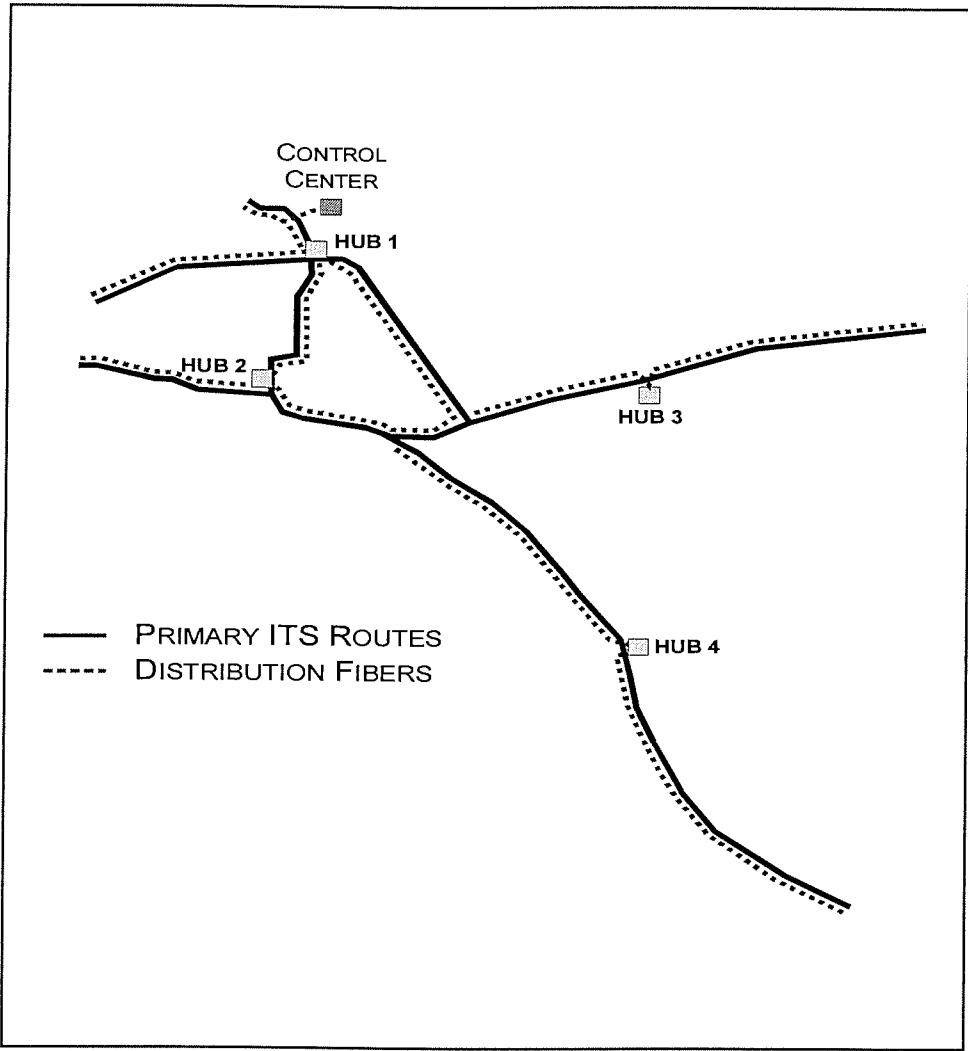 CONTROL
CENTER
HUB 1
HUB 2
HUB 3
PRIMARY ITS ROUTES
DISTRIBUTION FIBERS
HUB 4